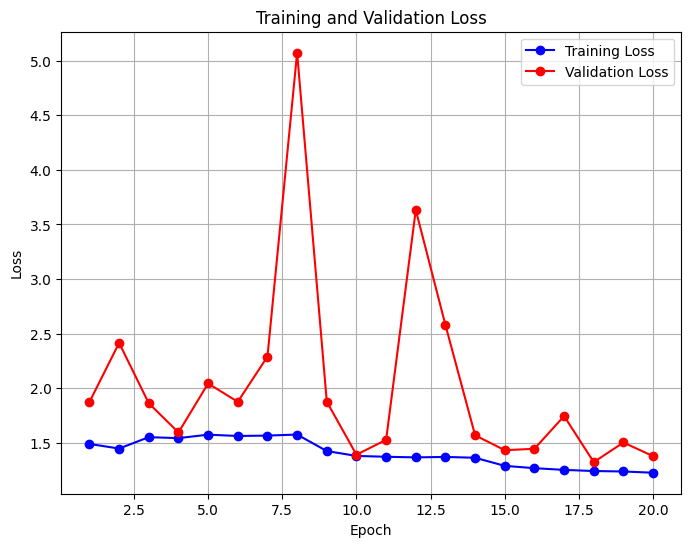 Training and Validation Loss
Training Loss
Validation Loss
5.0
4.5
4.0
3.5
3.0
2.5
2.0
1.5
Loss
2.5 5.0 7.5 10.0 12.5 15.0 17.5 20.0
Epoch